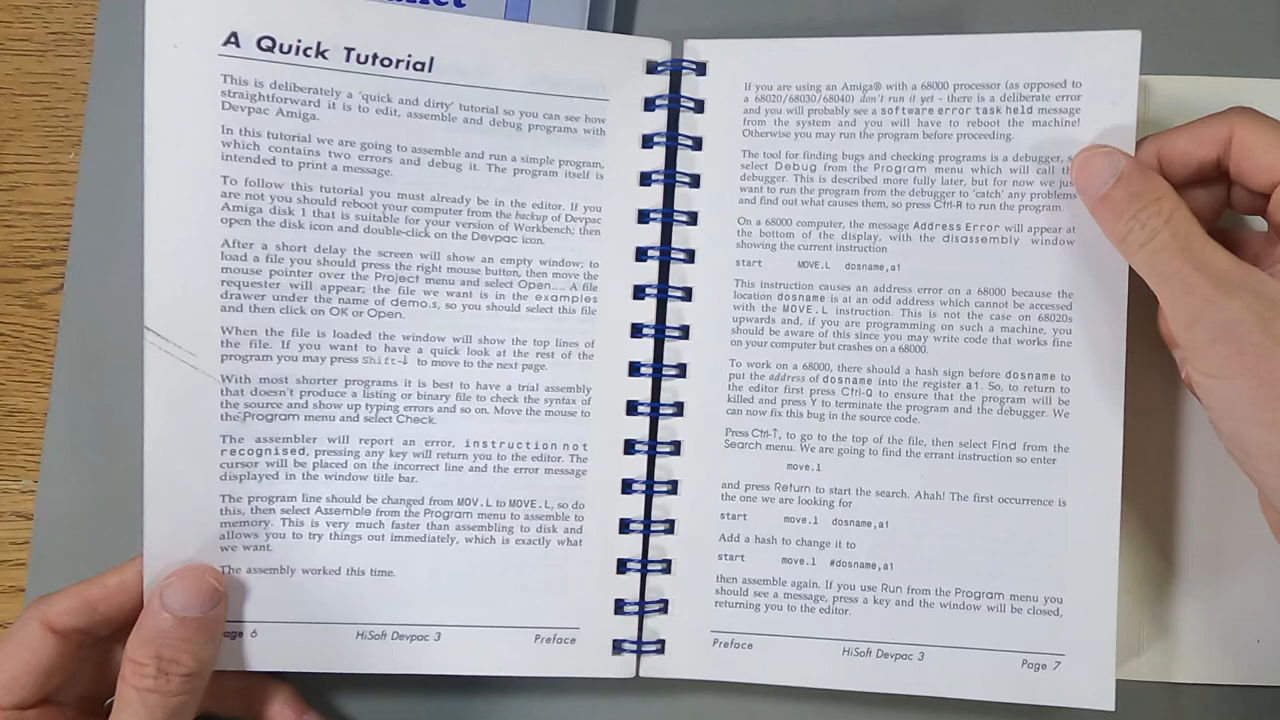 A Quick Tutorial
This is deliberately a 'quick and dirty' tutorial so you can see how
straightforward it is to edit, assemble and debug programs with
Devpac Amiga.
In this tutorial we are going to assemble and run a simple program,
which contains two errors and debug it. The program itself is
intended to print a message.
To follow this tutorial you must already be in the editor. If you
are not you should reboot your computer from the backup of Devpac
Amiga disk 1 that is suitable for your version of Workbench; then
open the disk icon and double-click on the Devpac icon.
After a short delay the screen will show an empty window; to
load a file you should press the right mouse button, then move the
mouse pointer over the Project menu and select Open.... A file
requester will appear; the file we want is in the examples
drawer under the name of demo.s, so you should select this file
and then click on OK or Open.
When the file is loaded the window will show the top lines of
the file. If you want to have a quick look at the rest of the
program you may press Shift-↓ to move to the next page.
With most shorter programs it is best to have a trial assembly
that doesn't produce a listing or binary file to check the syntax of
the source and show up typing errors and so on. Move the mouse to
the Program menu and select Check.
The assembler will report an error, instruction not
recognised, pressing any key will return you to the editor. The
cursor will be placed on the incorrect line and the error message
displayed in the window title bar.
The program line should be changed from MOV.L to MOVE.L, so do
this, then select Assemble from the Program menu to assemble to
memory. This is very much faster than assembling to disk and
allows you to try things out immediately, which is exactly what
we want.
The assembly worked this time.
age 6 HiSoft Devpac 3 Preface
If you are using an Amiga® with a 68000 processor (as opposed to
a 68020/68030/68040) don't run it yet - there is a deliberate error
and you will probably see a software error task held message
from the system and you will have to reboot the machine!
Otherwise you may run the program before proceeding.
The tool for finding bugs and checking programs is a debugger, s
select Debug from the Program menu which will call th
debugger. This is described more fully later, but for now we jus
want to run the program from the debugger to 'catch' any problems
and find out what causes them, so press Ctrl-R to run the program.
On a 68000 computer, the message Address Error will appear at
the bottom of the display, with the disassembly window
showing the current instruction
start MOVE.L dosname,a1
This instruction causes an address error on a 68000 because the
location dosname is at an odd address which cannot be accessed
with the MOVE.L instruction. This is not the case on 68020s
upwards and, if you are programming on such a machine, you
should be aware of this since you may write code that works fine
on your computer but crashes on a 68000.
To work on a 68000, there should a hash sign before dosname to
put the address of dosname into the register a1. So, to return to
the editor first press Ctrl-Q to ensure that the program will be
killed and press Y to terminate the program and the debugger. We
can now fix this bug in the source code.
Press Ctrl-↑, to go to the top of the file, then select Find from the
Search menu. We are going to find the errant instruction so enter
move.l
and press Return to start the search. Ahah! The first occurrence is
the one we are looking for
start move.l dosname,a1
Add a hash to change it to
start move.l #dosname,a1
then assemble again. If you use Run from the Program menu you
should see a message, press a key and the window will be closed,
returning you to the editor.
Preface HiSoft Devpac 3 Page 7